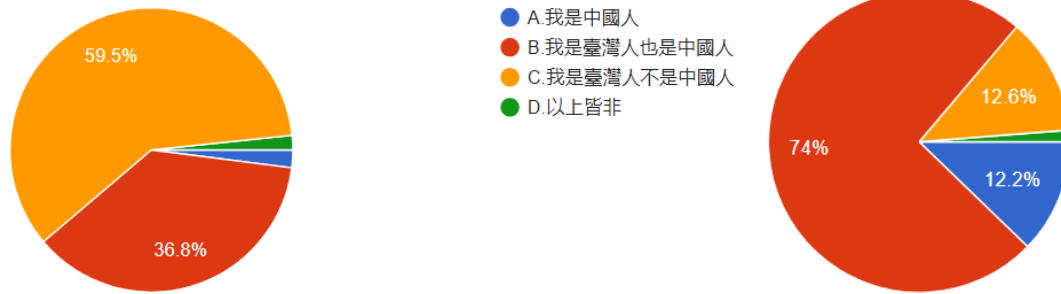 59.5%
36.8%
A.我是中國人
B.我是臺灣人也是中國人
C.我是臺灣人不是中國人
D.以上皆非
12.6%
74%
12.2%